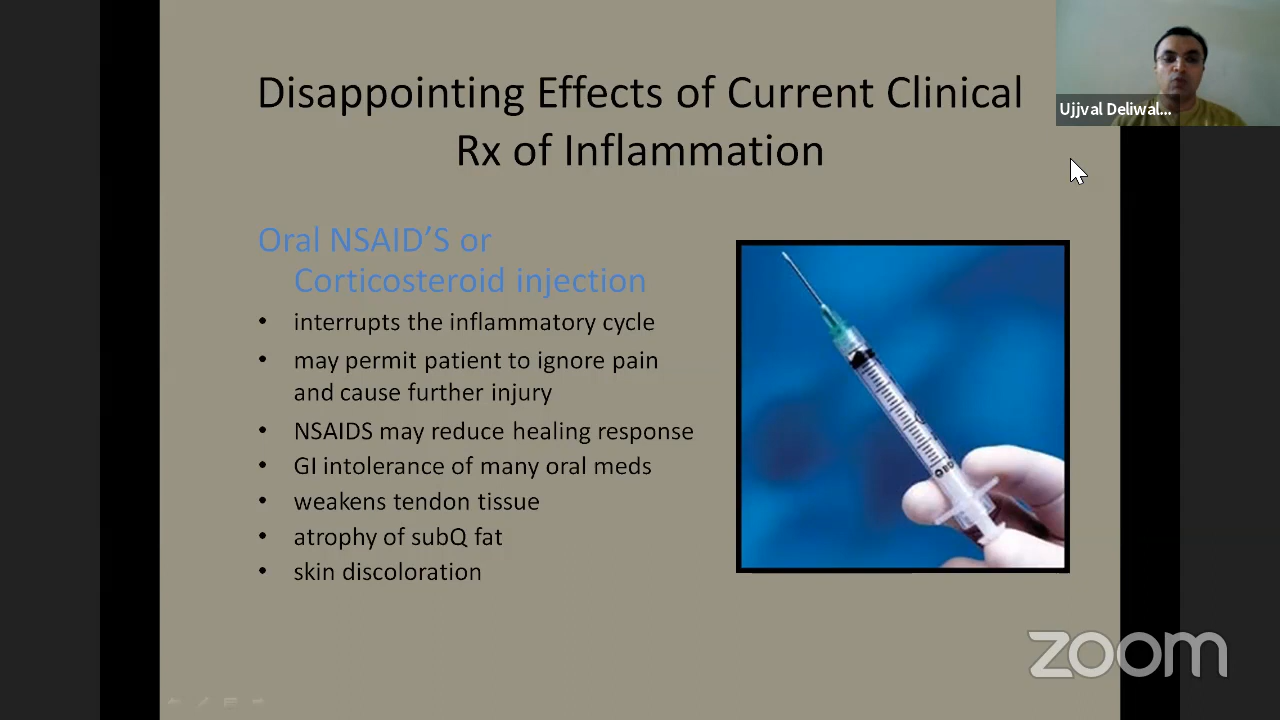 Disappointing Effects of Current Clinical
Rx of Inflammation
Ujjval Deliwal...
Oral NSAID’S or
Corticosteroid injection
• interrupts the inflammatory cycle
• may permit patient to ignore pain
and cause further injury
• NSAIDS may reduce healing response
• GI intolerance of many oral meds
• weakens tendon tissue
• atrophy of subQ fat
• skin discoloration
zoom